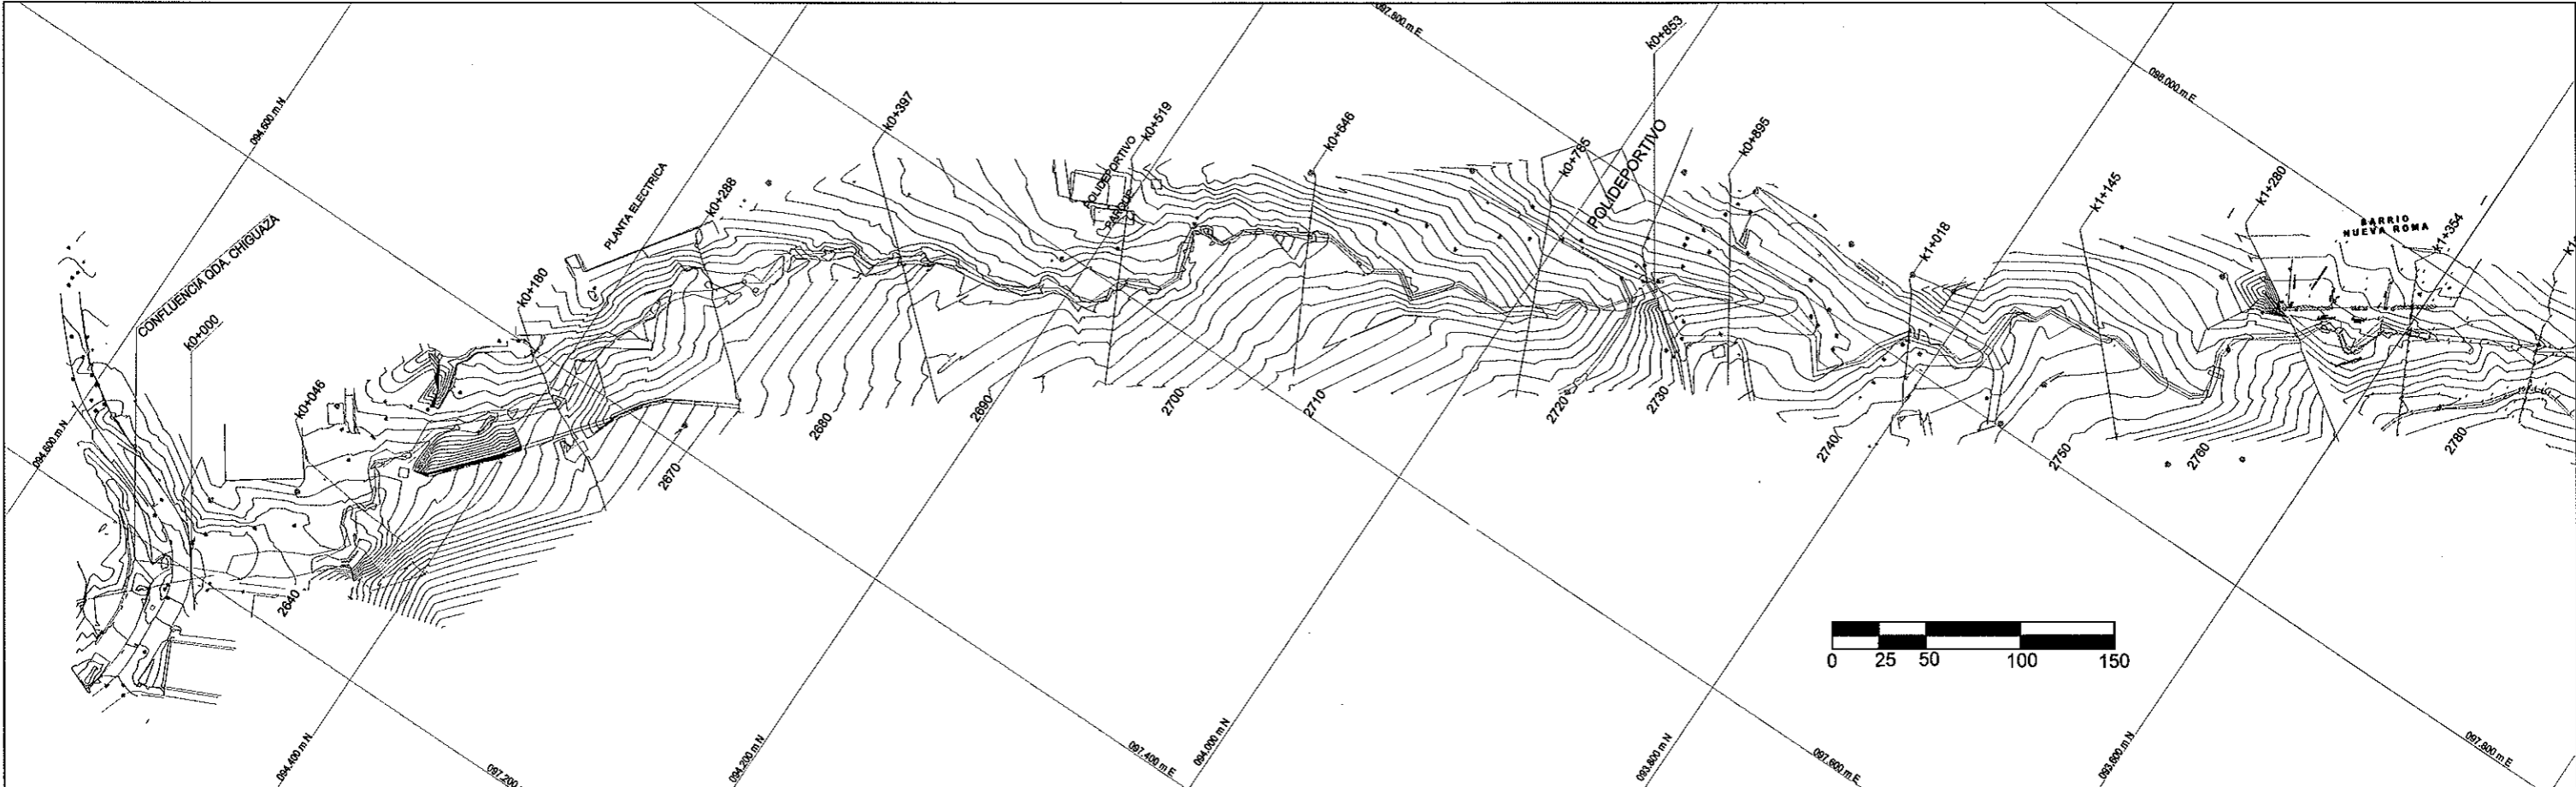 097.800 m E
k0+853
098.000 m E
094.600 m N
k0+397
k0+519
k0+646
POLIDEPORTIVO
PARQUE
k0+785
POLIDEPORTIVO
k0+895
PLANTA ELECTRICA
k0+288
k1+018
k1+145
k1+280
BARRIO
NUEVA ROMA
k1+354
CONFLUENCIA QDA. CHIGUAZA
k0+000
k0+180
k0+046
094.600 m N
2640
2670
2680
2690
2700
2710
2720
2730
2740
2750
2760
2780
0 25 50 100 150
094.400 m N
097.200
094.200 m N
097.400 m E
094.000 m N
093.800 m N
097.600 m E
093.600 m N
097.800 m E